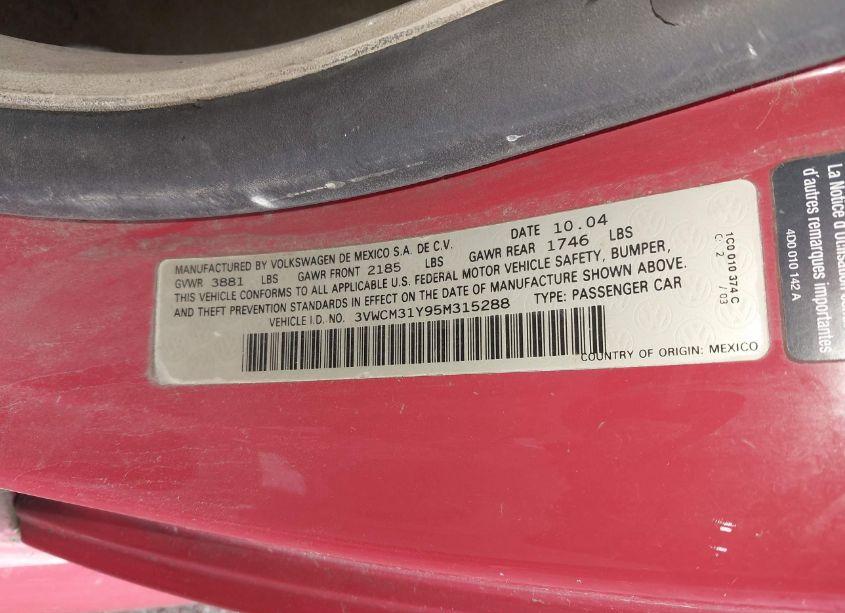 MANUFACTURED BY VOLKSWAGEN DE MEXICO S.A. DE C.V. DATE 10.04
GVWR 3881 LBS GAWR FRONT 2185 LBS GAWR REAR 1746 LBS
THIS VEHICLE CONFORMS TO ALL APPLICABLE U.S. FEDERAL MOTOR VEHICLE SAFETY, BUMPER,
AND THEFT PREVENTION STANDARDS IN EFFECT ON THE DATE OF MANUFACTURE SHOWN ABOVE.
VEHICLE I.D. NO. 3VWCM31Y95M315288 TYPE: PASSENGER CAR
COUNTRY OF ORIGIN: MEXICO
1C0 010 374 C
2 /03
La Notice d'utilisation
d'autres remarques importantes
4D0 010 142 A